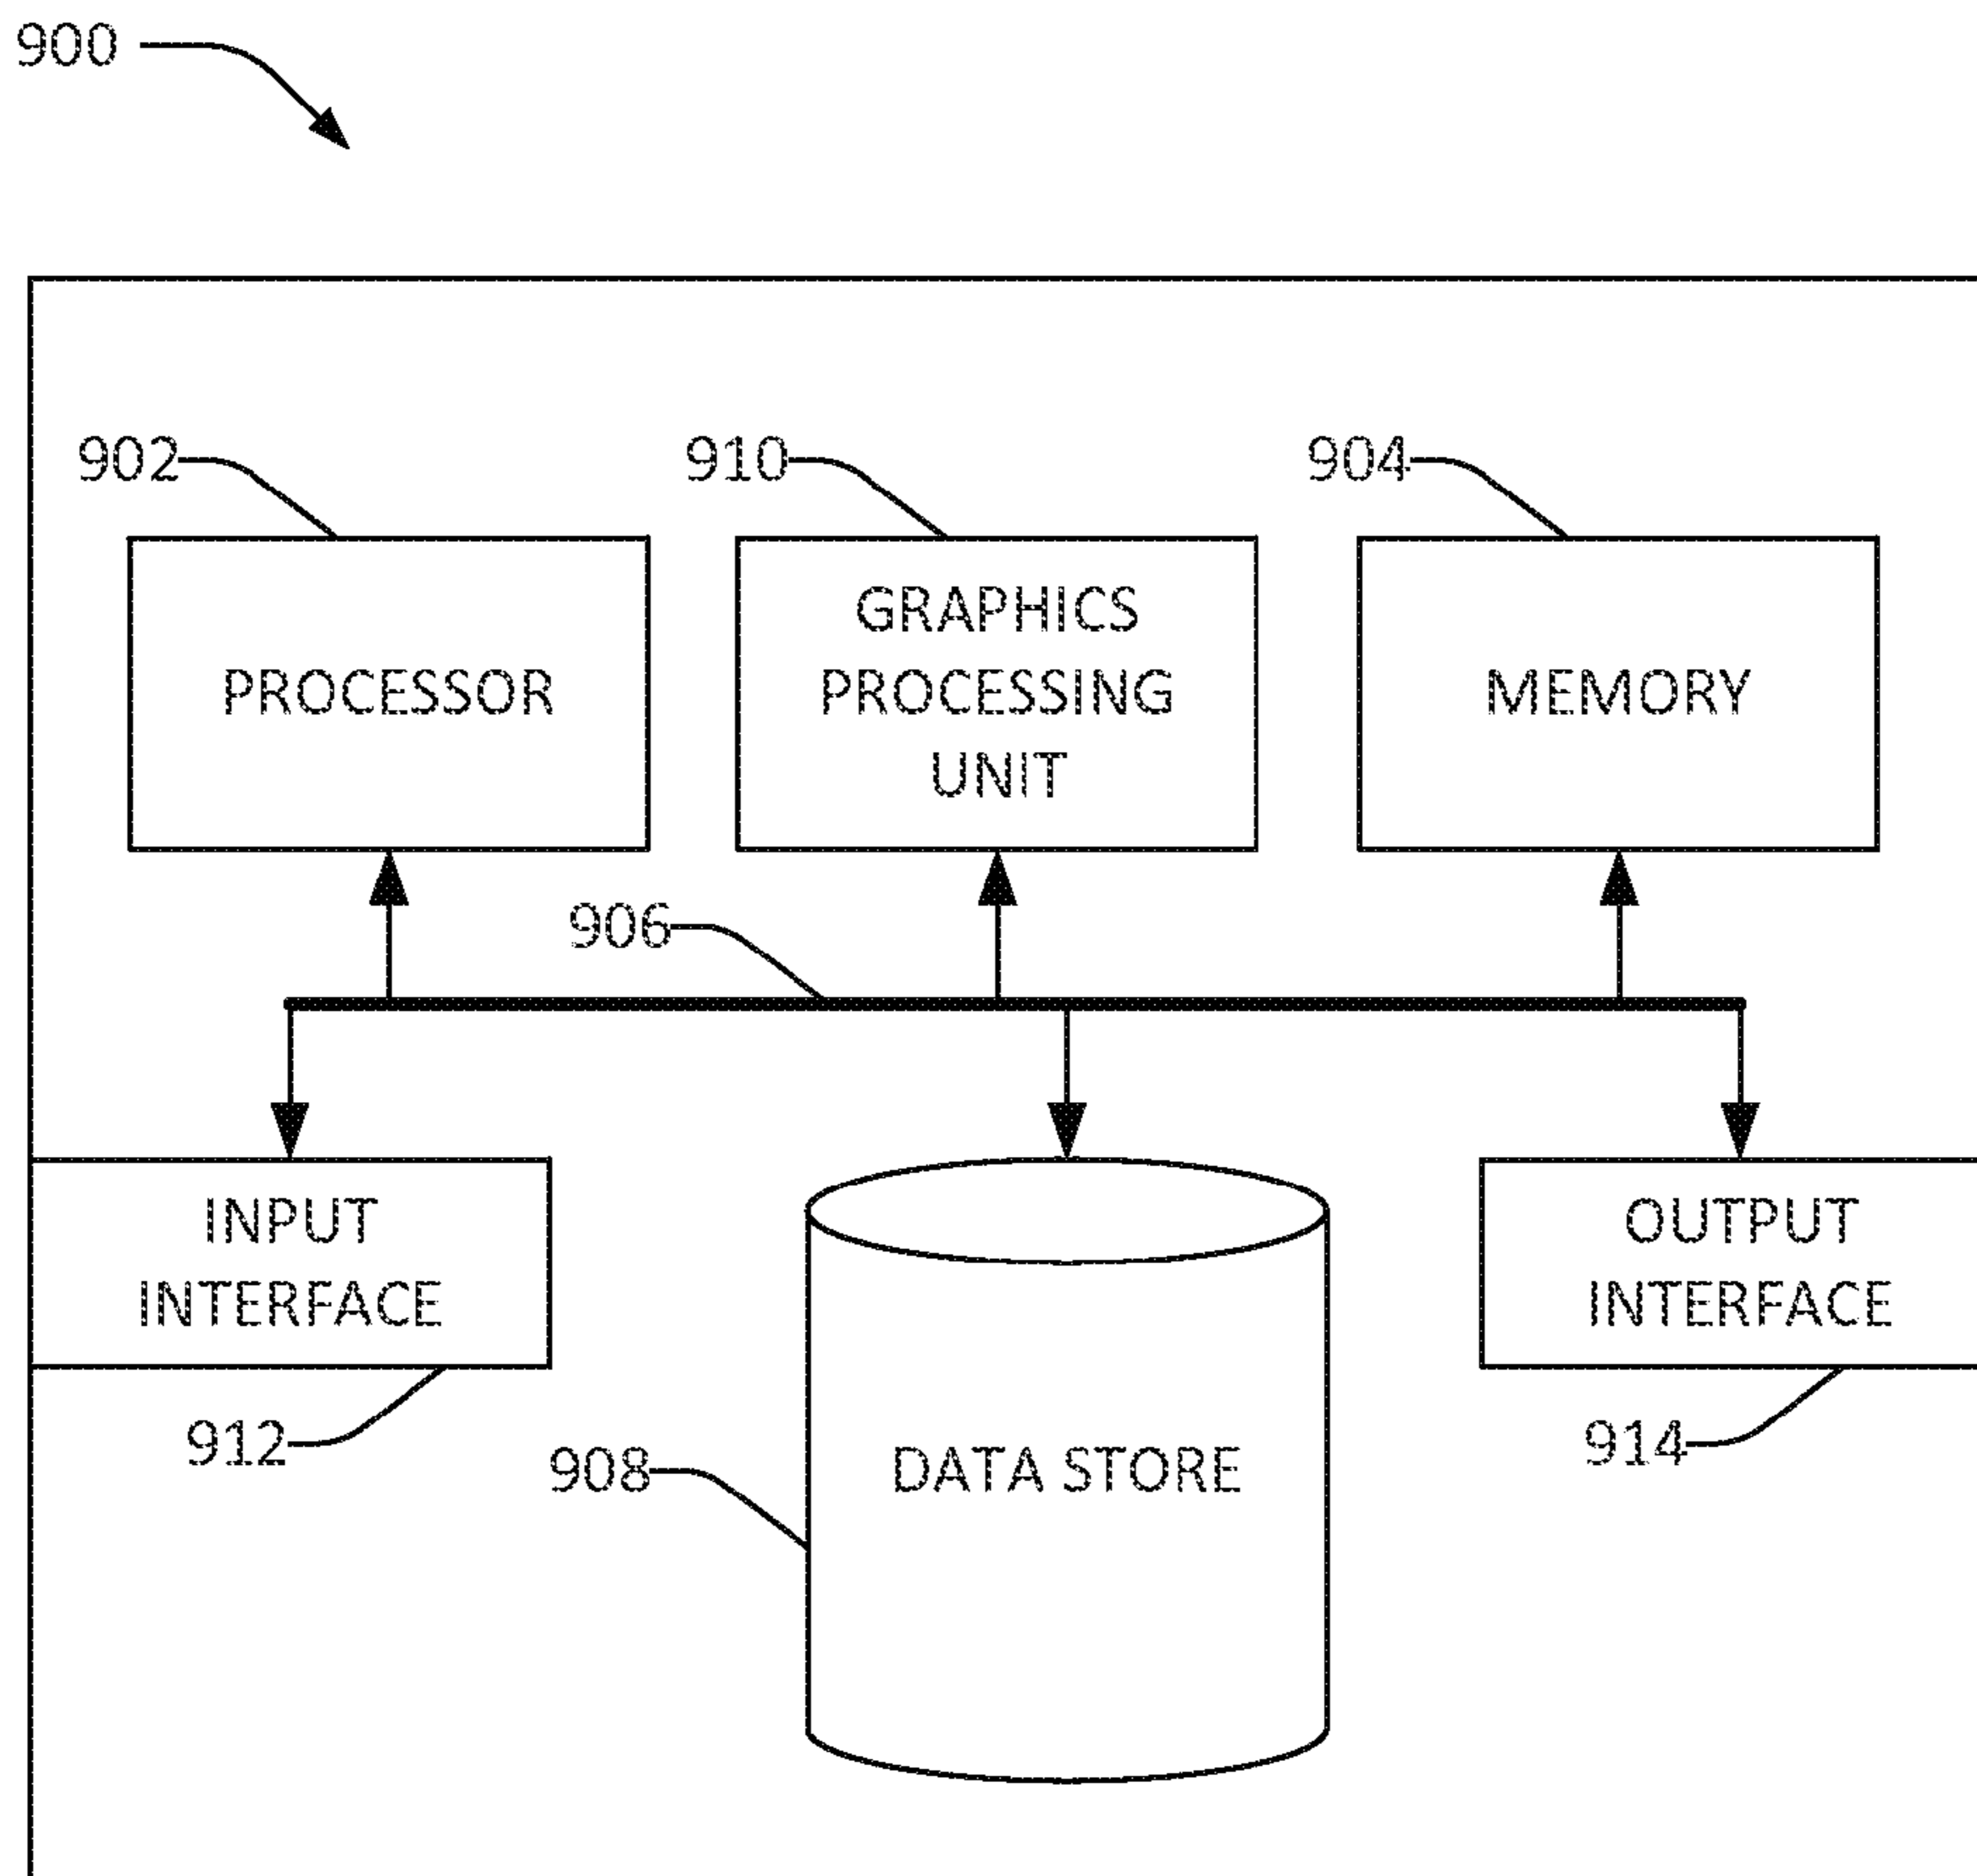 900
902
910
904
PROCESSOR
GRAPHICS
PROCESSING
UNIT
MEMORY
906
INPUT
INTERFACE
OUTPUT
INTERFACE
912
908
DATA STORE
914